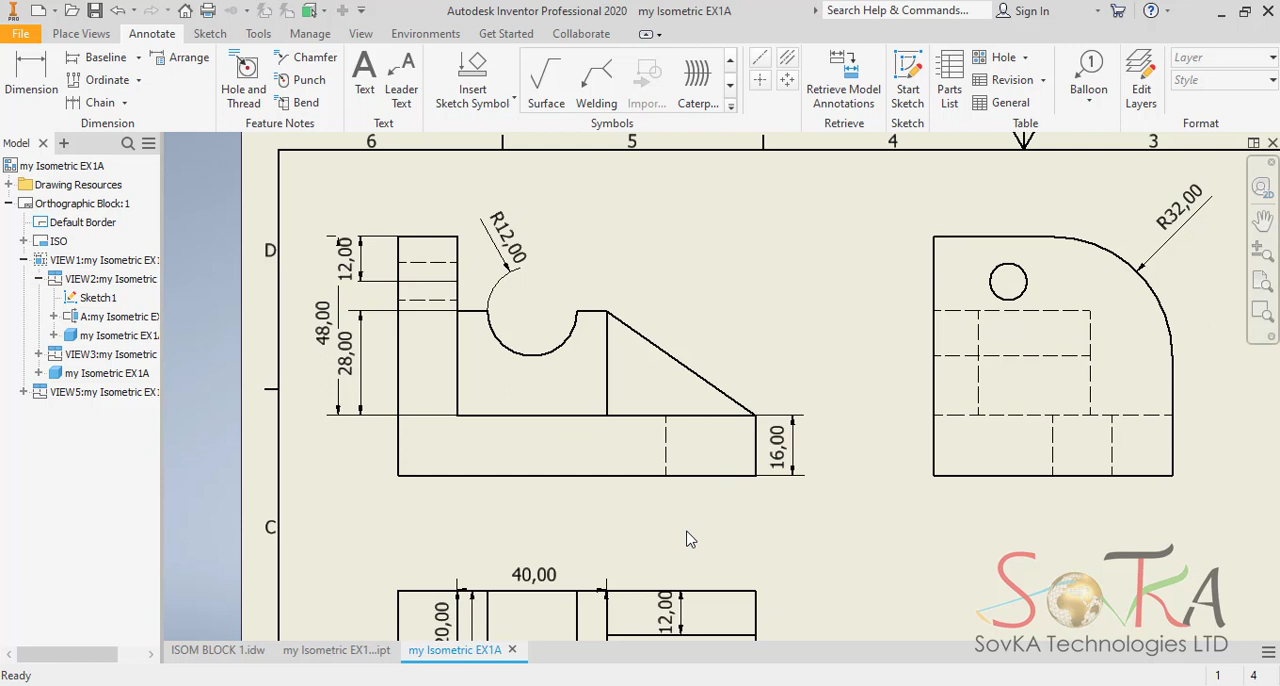 I
PRO
Autodesk Inventor Professional 2020
my Isometric EX1A
Search Help & Commands...
Sign In
File
Place Views
Annotate
Sketch
Tools
Manage
View
Environments
Get Started
Collaborate
Dimension
Baseline
Ordinate
Chain
Arrange
Dimension
Hole and
Thread
Chamfer
Punch
Bend
Feature Notes
Text
Leader
Text
Text
Insert
Sketch Symbol
Surface
Welding
Impor...
Caterp...
Symbols
Retrieve Model
Annotations
Retrieve
Start
Sketch
Sketch
Parts
List
Hole
Revision
General
Table
Balloon
Edit
Layers
Layer
Style
Format
Model
my Isometric EX1A
Drawing Resources
Orthographic Block:1
Default Border
ISO
VIEW1:my Isometric EX1
VIEW2:my Isometric
Sketch1
A:my Isometric EX
my Isometric EX1
VIEW3:my Isometric
my Isometric EX1A
VIEW5:my Isometric EX1
6
5
4
3
D
C
12,00
48,00
28,00
R12,00
16,00
R32,00
40,00
20,00
12,00
2D
SovKA
SovKA Technologies LTD
ISOM BLOCK 1.idw
my Isometric EX1...ipt
my Isometric EX1A
Ready
1
4